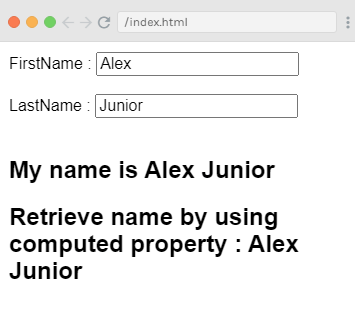 /index.html
FirstName : Alex
LastName : Junior
My name is Alex Junior
Retrieve name by using
computed property : Alex
Junior